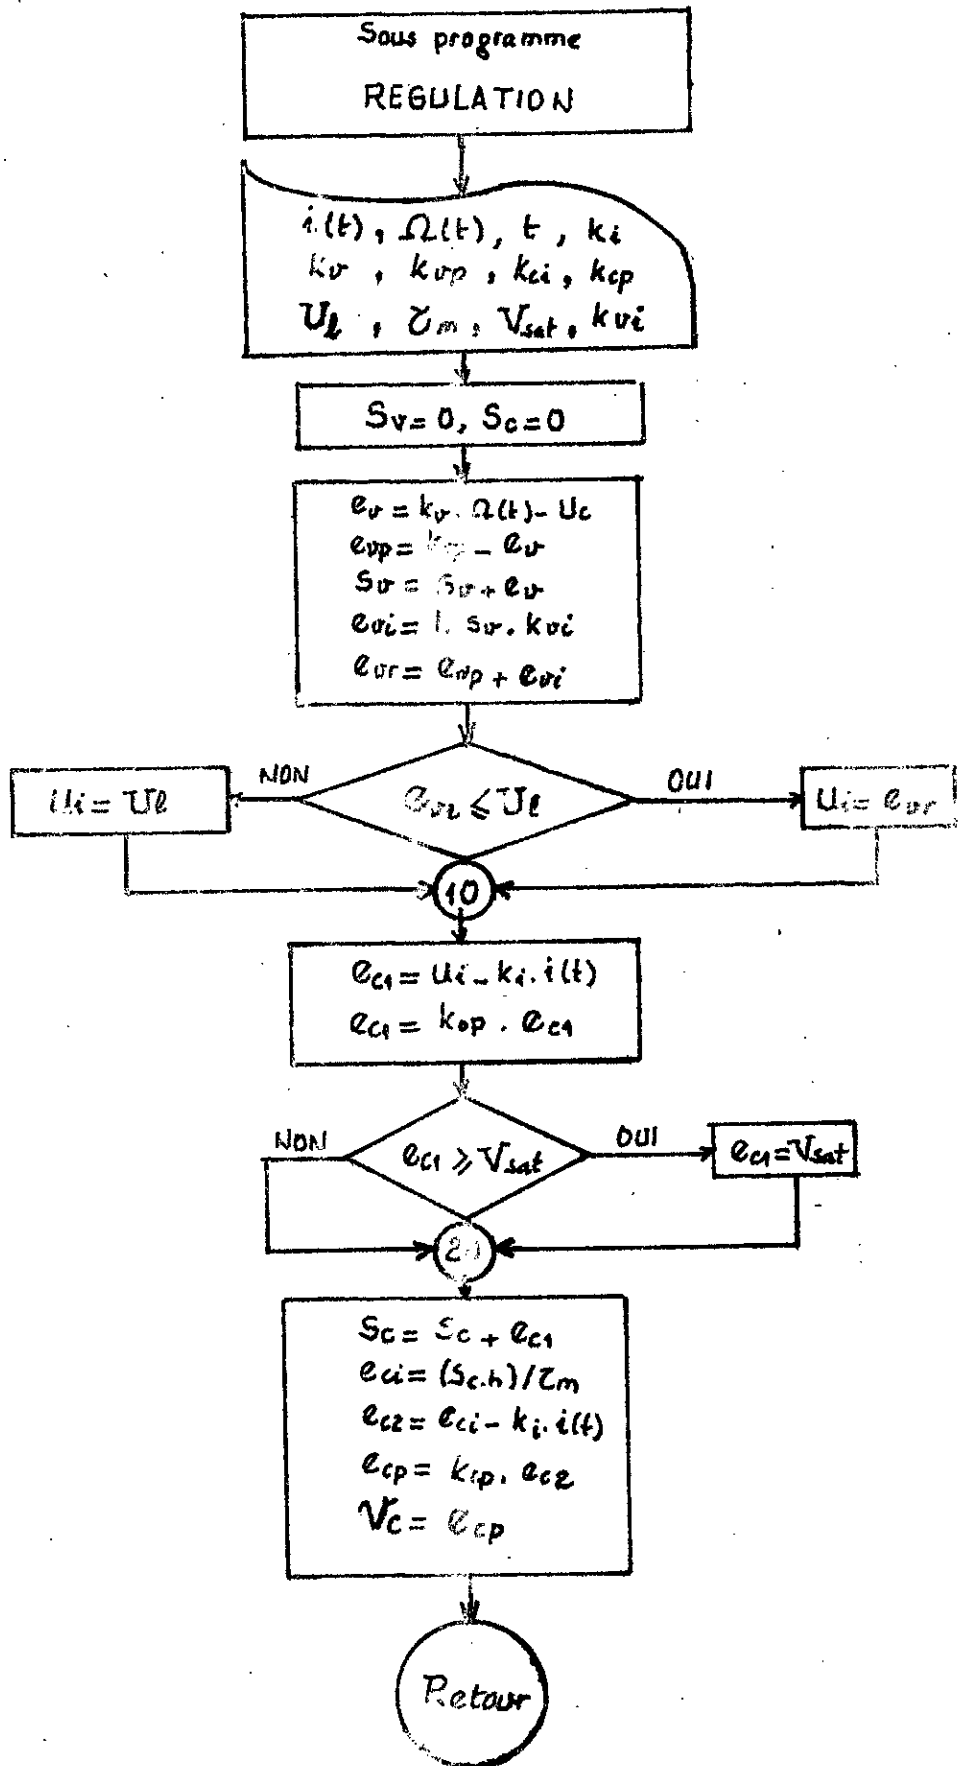 Sous programme
REGULATION
i(t), Ω(t), t, ki
kv, kvp, kci, kcp
Ul, τm, Vsat, kvi
Sv=0, Sc=0
ev = kv. Ω(t) - Uc
evp = - ev
Sv = Sv + ev
evi = sv. kvi
evr = evp + evi
NON
OUI
ui = Ul
≤ Ul
ui = evr
10
ec1 = ui - ki. i(t)
ec1 = . ec1
NON
OUI
ec1 ≥ Vsat
ec1 = Vsat
Sc = Sc + ec1
eci = (Sc.h)/τm
ec2 = eci - ki. i(t)
ecp = kcp. ec2
Vc = ecp
Retour